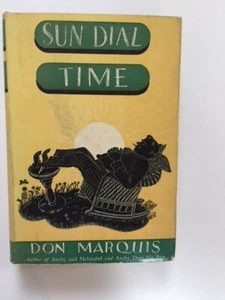 SUN DIAL
TIME
DON MARQUIS
Author of Archy and Mehitabel and Archy Does His Part